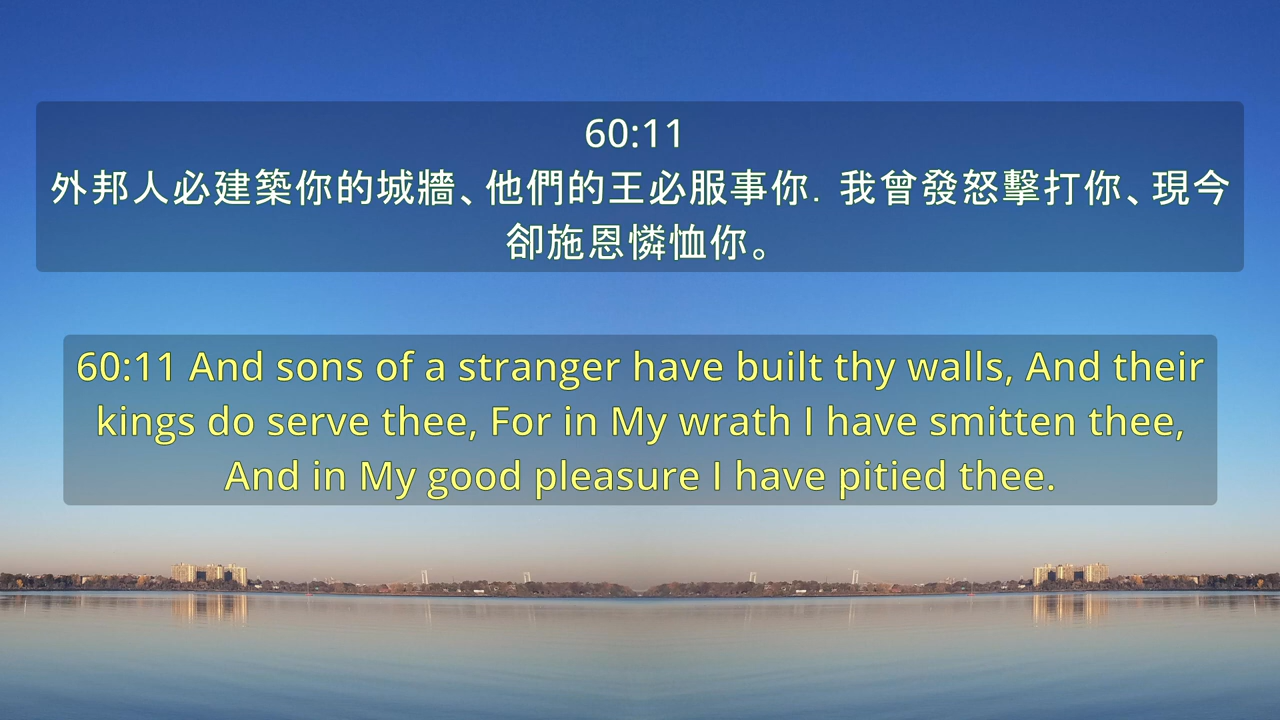 60:11
外邦人必建築你的城牆、他們的王必服事你. 我曾發怒擊打你、現今
卻施恩憐恤你。
60:11 And sons of a stranger have built thy walls, And their
kings do serve thee, For in My wrath I have smitten thee,
And in My good pleasure I have pitied thee.